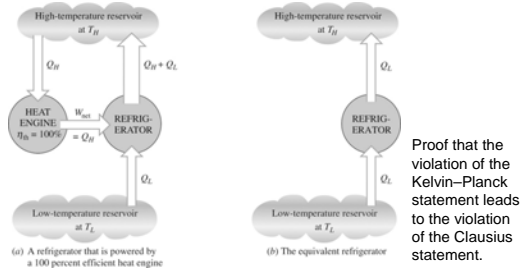 High-temperature reservoir
at T_H
Q_H
Q_H + Q_L
HEAT
ENGINE
η_th = 100%
W_net
= Q_H
REFRIG-
ERATOR
Q_L
Low-temperature reservoir
at T_L
(a) A refrigerator that is powered by
a 100 percent efficient heat engine
High-temperature reservoir
at T_H
Q_L
REFRIG-
ERATOR
Q_L
Low-temperature reservoir
at T_L
(b) The equivalent refrigerator
Proof that the
violation of the
Kelvin–Planck
statement leads
to the violation
of the Clausius
statement.